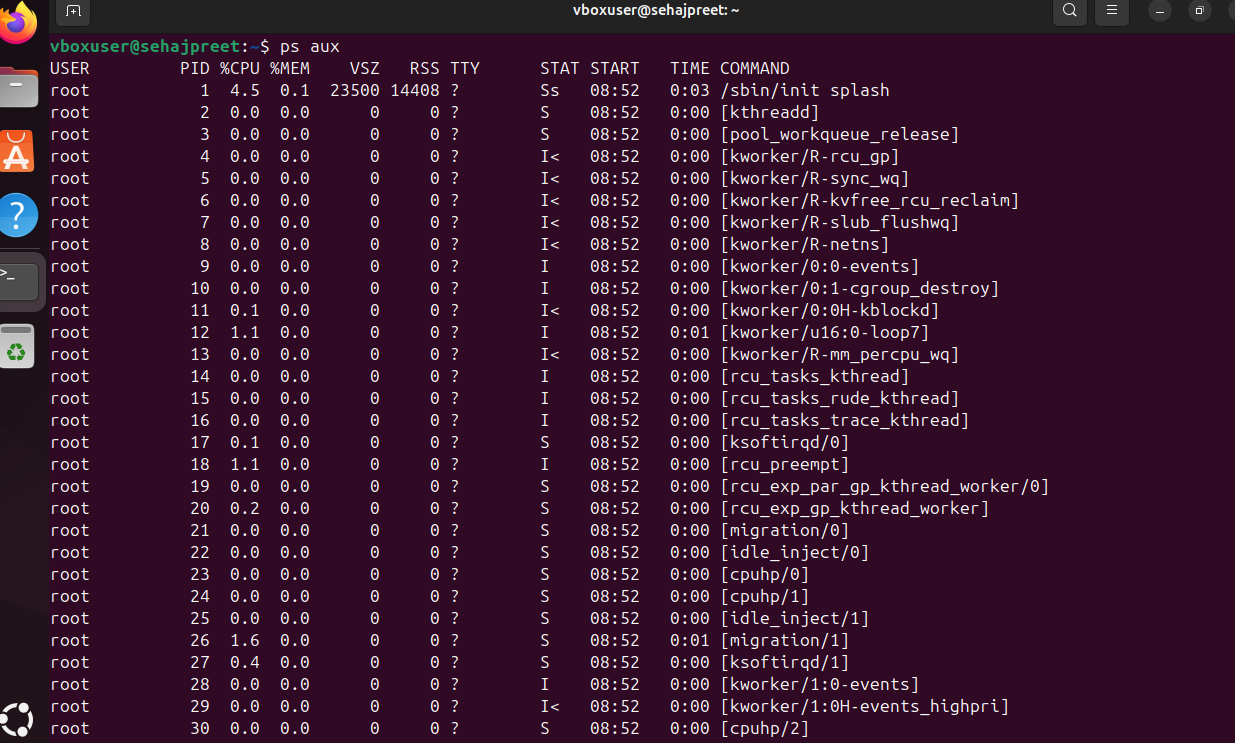 vboxuser@sehajpreet: ~
vboxuser@sehajpreet:~$ ps aux
USER         PID %CPU %MEM    VSZ   RSS TTY      STAT START   TIME COMMAND
root           1  4.5  0.1  23500 14408 ?        Ss   08:52   0:03 /sbin/init splash
root           2  0.0  0.0      0     0 ?        S    08:52   0:00 [kthreadd]
root           3  0.0  0.0      0     0 ?        S    08:52   0:00 [pool_workqueue_release]
root           4  0.0  0.0      0     0 ?        I<   08:52   0:00 [kworker/R-rcu_gp]
root           5  0.0  0.0      0     0 ?        I<   08:52   0:00 [kworker/R-sync_wq]
root           6  0.0  0.0      0     0 ?        I<   08:52   0:00 [kworker/R-kvfree_rcu_reclaim]
root           7  0.0  0.0      0     0 ?        I<   08:52   0:00 [kworker/R-slub_flushwq]
root           8  0.0  0.0      0     0 ?        I<   08:52   0:00 [kworker/R-netns]
root           9  0.0  0.0      0     0 ?        I    08:52   0:00 [kworker/0:0-events]
root          10  0.0  0.0      0     0 ?        I    08:52   0:00 [kworker/0:1-cgroup_destroy]
root          11  0.1  0.0      0     0 ?        I<   08:52   0:00 [kworker/0:0H-kblockd]
root          12  1.1  0.0      0     0 ?        I    08:52   0:01 [kworker/u16:0-loop7]
root          13  0.0  0.0      0     0 ?        I<   08:52   0:00 [kworker/R-mm_percpu_wq]
root          14  0.0  0.0      0     0 ?        I    08:52   0:00 [rcu_tasks_kthread]
root          15  0.0  0.0      0     0 ?        I    08:52   0:00 [rcu_tasks_rude_kthread]
root          16  0.0  0.0      0     0 ?        I    08:52   0:00 [rcu_tasks_trace_kthread]
root          17  0.1  0.0      0     0 ?        S    08:52   0:00 [ksoftirqd/0]
root          18  1.1  0.0      0     0 ?        I    08:52   0:00 [rcu_preempt]
root          19  0.0  0.0      0     0 ?        S    08:52   0:00 [rcu_exp_par_gp_kthread_worker/0]
root          20  0.2  0.0      0     0 ?        S    08:52   0:00 [rcu_exp_gp_kthread_worker]
root          21  0.0  0.0      0     0 ?        S    08:52   0:00 [migration/0]
root          22  0.0  0.0      0     0 ?        S    08:52   0:00 [idle_inject/0]
root          23  0.0  0.0      0     0 ?        S    08:52   0:00 [cpuhp/0]
root          24  0.0  0.0      0     0 ?        S    08:52   0:00 [cpuhp/1]
root          25  0.0  0.0      0     0 ?        S    08:52   0:00 [idle_inject/1]
root          26  1.6  0.0      0     0 ?        S    08:52   0:01 [migration/1]
root          27  0.4  0.0      0     0 ?        S    08:52   0:00 [ksoftirqd/1]
root          28  0.0  0.0      0     0 ?        I    08:52   0:00 [kworker/1:0-events]
root          29  0.0  0.0      0     0 ?        I<   08:52   0:00 [kworker/1:0H-events_highpri]
root          30  0.0  0.0      0     0 ?        S    08:52   0:00 [cpuhp/2]